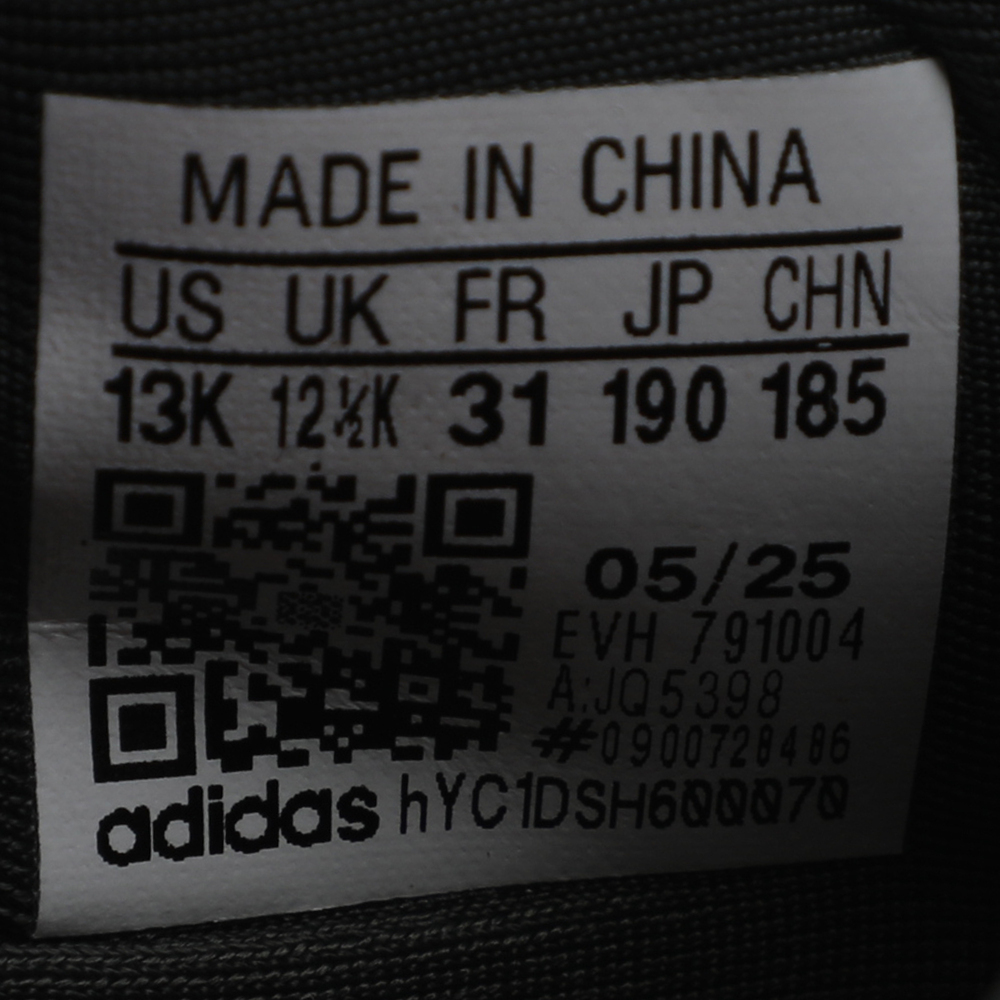 MADE IN CHINA
US UK FR JP CHN
13K 12½K 31 190 185
05/25
EVH 791004
A:JQ5398
#0900728486
adidas hYC1DSH6000070